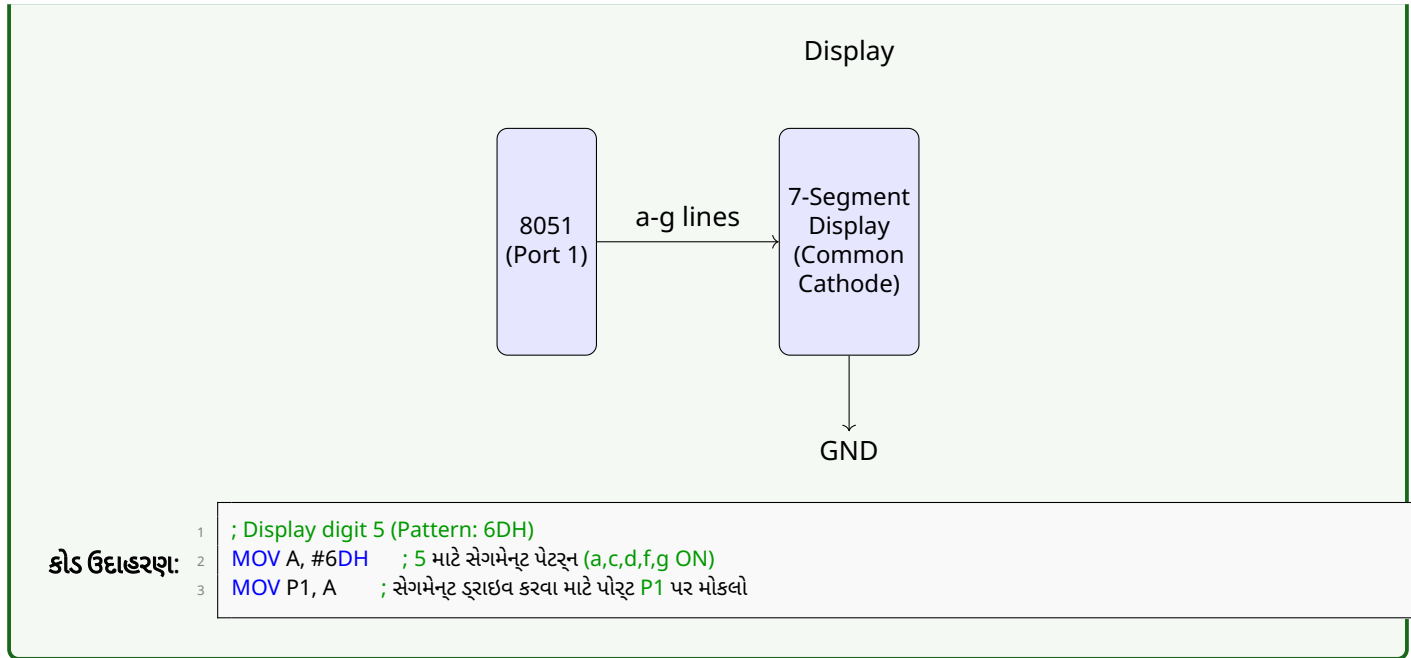 Display
8051
(Port 1)
a-g lines
7-Segment
Display
(Common
Cathode)
GND
કોડ ઉદાહરણ:
1 ; Display digit 5 (Pattern: 6DH)
2 MOV A, #6DH ; 5 માટે સેગમેન્‌ટ પેટર્‌ન (a,c,d,f,g ON)
3 MOV P1, A ; સેગમેન્‌ટ ડ્‌રાઇવ કરવા માટે પોર્‌ટ P1 પર મોકલો